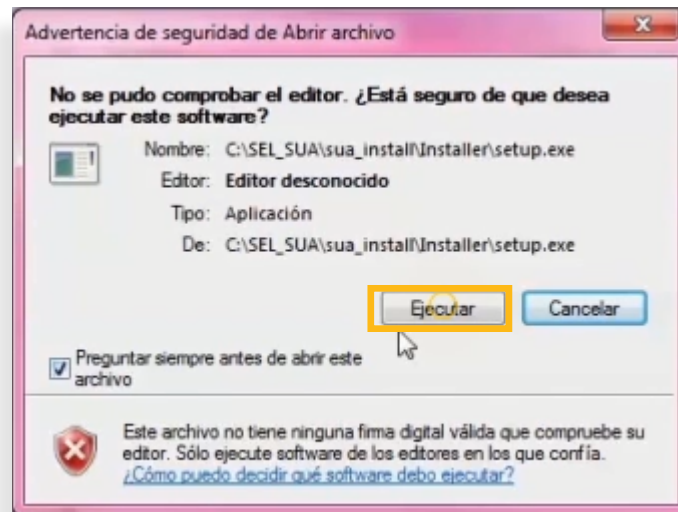 Advertencia de seguridad de Abrir archivo
No se pudo comprobar el editor. ¿Está seguro de que desea
ejecutar este software?
Nombre: C:\SEL_SUA\sua_install\Installer\setup.exe
Editor: Editor desconocido
Tipo: Aplicación
De: C:\SEL_SUA\sua_install\Installer\setup.exe
Ejecutar Cancelar
Preguntar siempre antes de abrir este
archivo
Este archivo no tiene ninguna firma digital válida que compruebe su
editor. Sólo ejecute software de los editores en los que confía.
¿Cómo puedo decidir qué software debo ejecutar?